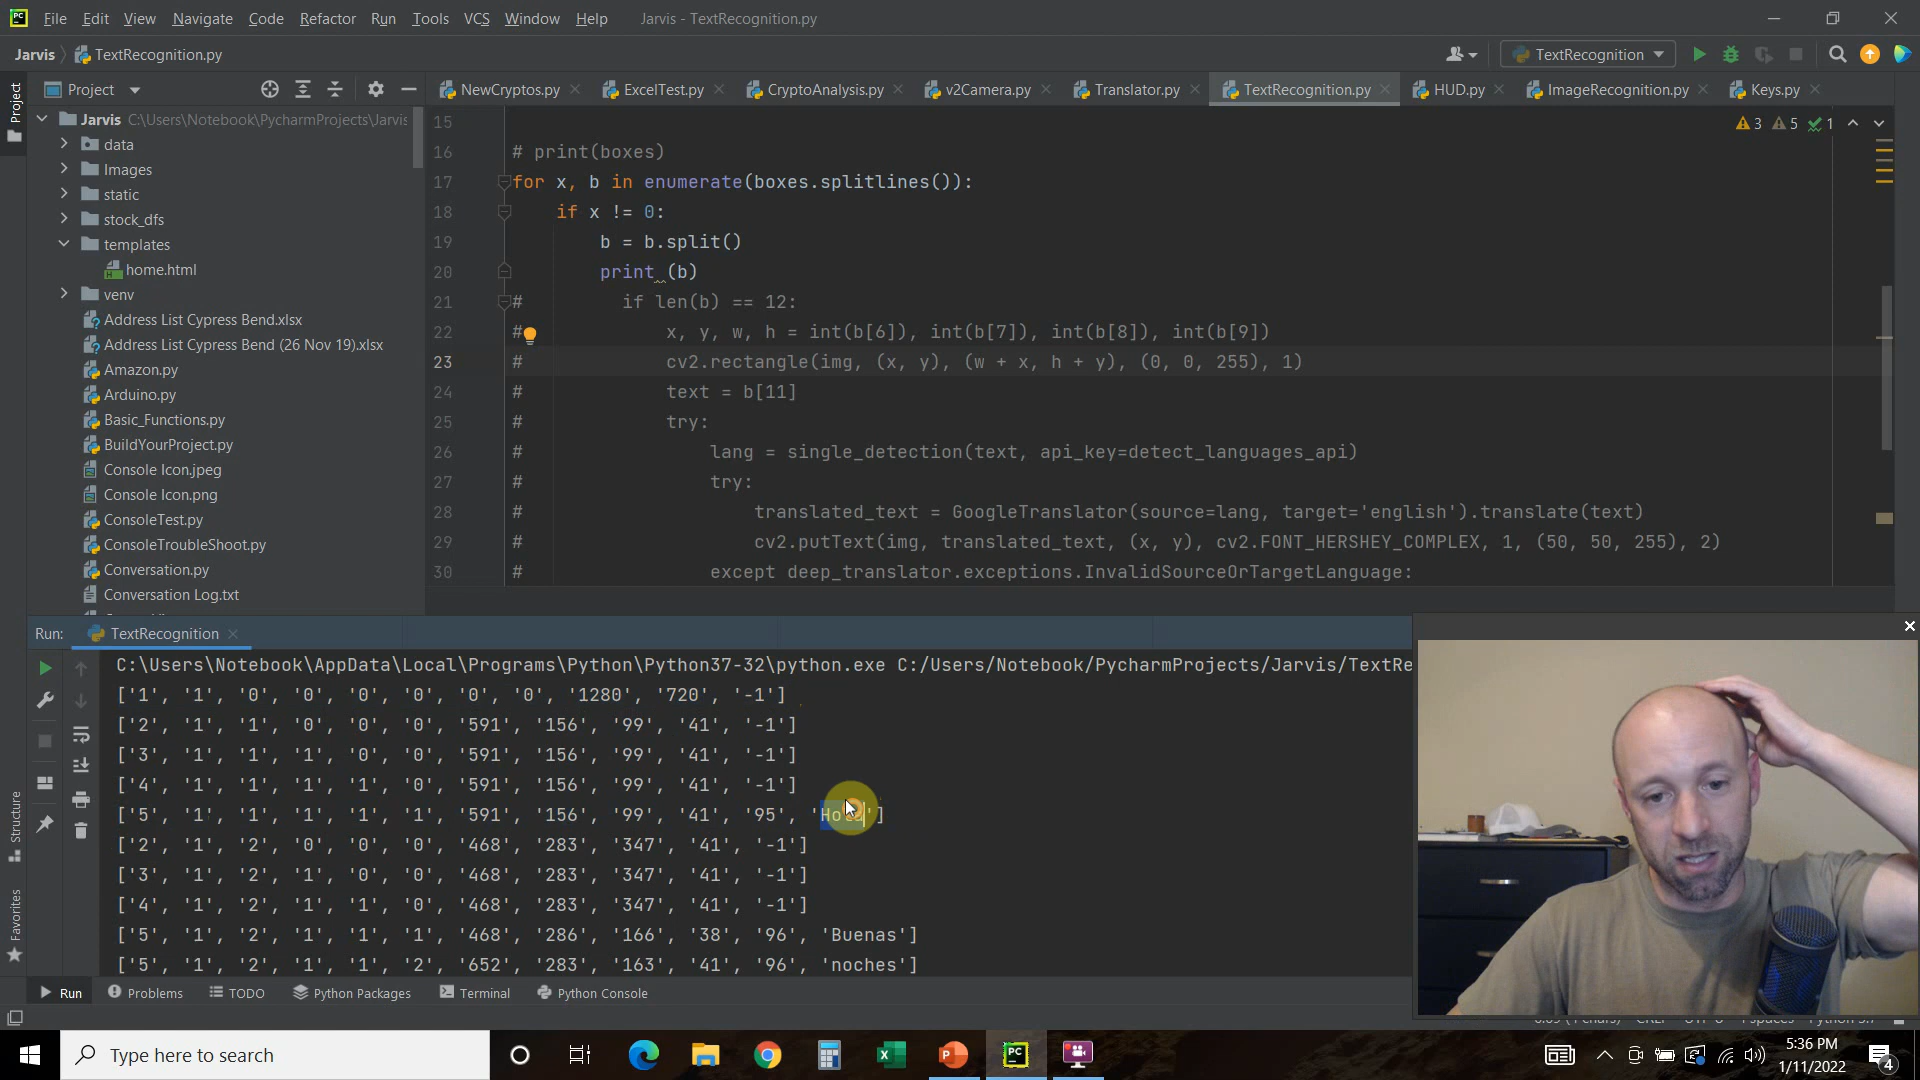 File Edit View Navigate Code Refactor Run Tools VCS Window Help Jarvis - TextRecognition.py
Jarvis TextRecognition.py TextRecognition
Project NewCryptos.py ExcelTest.py CryptoAnalysis.py v2Camera.py Translator.py TextRecognition.py HUD.py ImageRecognition.py Keys.py
Project
Jarvis C:\Users\Notebook\PycharmProjects\Jarvis
data
Images
static
stock_dfs
templates
home.html
venv
Address List Cypress Bend.xlsx
Address List Cypress Bend (26 Nov 19).xlsx
Amazon.py
Arduino.py
Basic_Functions.py
BuildYourProject.py
Console Icon.jpeg
Console Icon.png
ConsoleTest.py
ConsoleTroubleShoot.py
Conversation.py
Conversation Log.txt
3 5 1
15
16 # print(boxes)
17 for x, b in enumerate(boxes.splitlines()):
18 if x != 0:
19 b = b.split()
20 print (b)
21 # if len(b) == 12:
22 # x, y, w, h = int(b[6]), int(b[7]), int(b[8]), int(b[9])
23 # cv2.rectangle(img, (x, y), (w + x, h + y), (0, 0, 255), 1)
24 # text = b[11]
25 # try:
26 # lang = single_detection(text, api_key=detect_languages_api)
27 # try:
28 # translated_text = GoogleTranslator(source=lang, target='english').translate(text)
29 # cv2.putText(img, translated_text, (x, y), cv2.FONT_HERSHEY_COMPLEX, 1, (50, 50, 255), 2)
30 # except deep_translator.exceptions.InvalidSourceOrTargetLanguage:
Run: TextRecognition
C:\Users\Notebook\AppData\Local\Programs\Python\Python37-32\python.exe C:/Users/Notebook/PycharmProjects/Jarvis/TextRe
['1', '1', '0', '0', '0', '0', '0', '0', '1280', '720', '-1']
['2', '1', '1', '0', '0', '0', '591', '156', '99', '41', '-1']
['3', '1', '1', '1', '0', '0', '591', '156', '99', '41', '-1']
['4', '1', '1', '1', '1', '0', '591', '156', '99', '41', '-1']
['5', '1', '1', '1', '1', '1', '591', '156', '99', '41', '95', 'Hola']
['2', '1', '2', '0', '0', '0', '468', '283', '347', '41', '-1']
['3', '1', '2', '1', '0', '0', '468', '283', '347', '41', '-1']
['4', '1', '2', '1', '1', '0', '468', '283', '347', '41', '-1']
['5', '1', '2', '1', '1', '1', '468', '286', '166', '38', '96', 'Buenas']
['5', '1', '2', '1', '1', '2', '652', '283', '163', '41', '96', 'noches']
Structure
Favorites
Run Problems TODO Python Packages Terminal Python Console
Type here to search
5:36 PM
1/11/2022
4